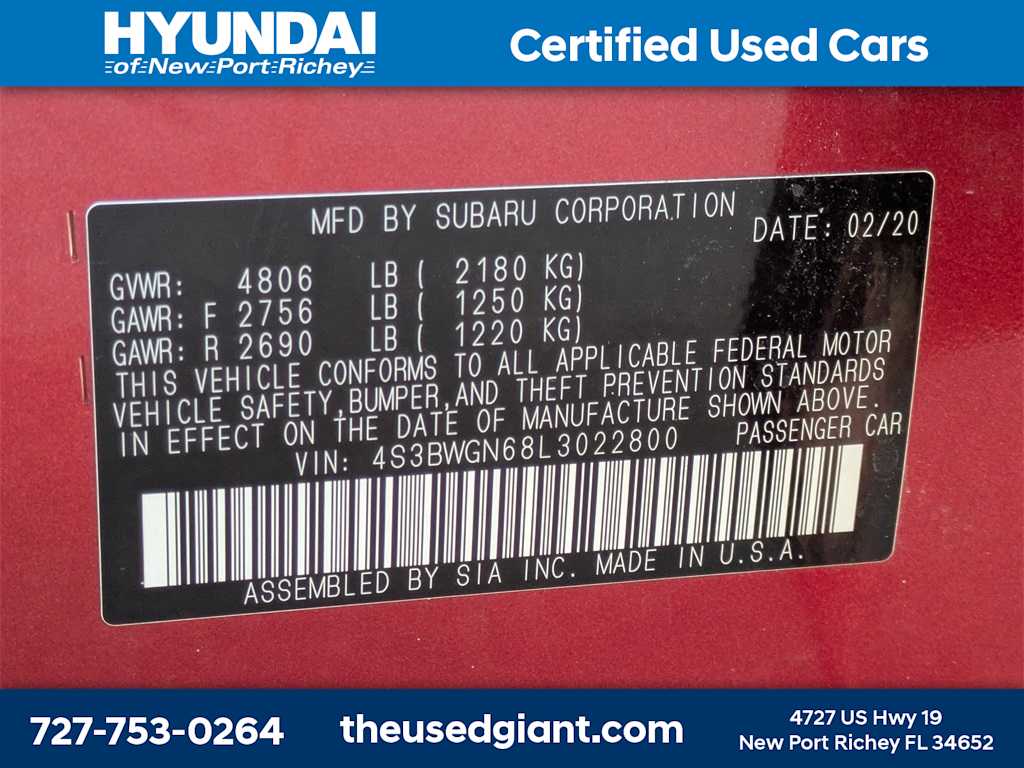 HYUNDAI
of New Port Richey
Certified Used Cars
MFD BY SUBARU CORPORATION
DATE: 02/20
GVWR: 4806 LB ( 2180 KG)
GAWR: F 2756 LB ( 1250 KG)
GAWR: R 2690 LB ( 1220 KG)
THIS VEHICLE CONFORMS TO ALL APPLICABLE FEDERAL MOTOR
VEHICLE SAFETY, BUMPER, AND THEFT PREVENTION STANDARDS
IN EFFECT ON THE DATE OF MANUFACTURE SHOWN ABOVE.
VIN: 4S3BWGN68L3022800 PASSENGER CAR
ASSEMBLED BY SIA INC. MADE IN U.S.A.
727-753-0264
theusedgiant.com
4727 US Hwy 19
New Port Richey FL 34652